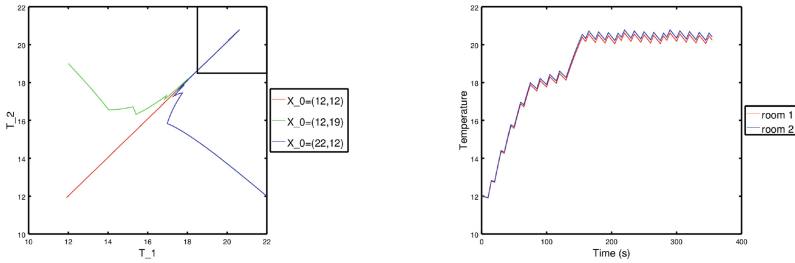 22
20
18
16
14
12
10
T_2
10
12
14
16
18
20
22
T_1
X_0=(12,12)
X_0=(12,19)
X_0=(22,12)
22
20
18
16
14
12
10
Temperature
0
100
200
300
400
Time (s)
room 1
room 2